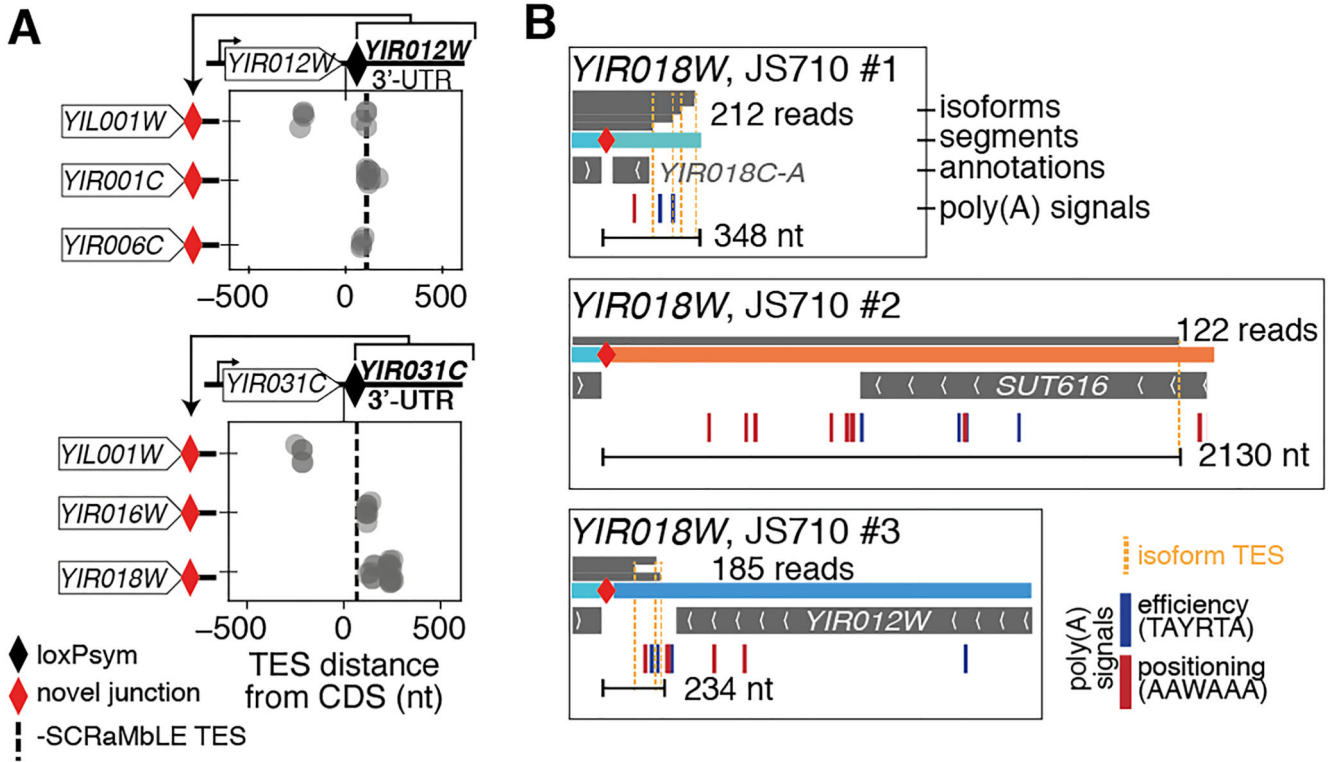 A
YIR012W
YIR012W
3'-UTR
YIL001W
YIR001C
YIR006C
–500
0
500
YIR031C
YIR031C
3'-UTR
YIL001W
YIR016W
YIR018W
–500
0
500
TES distance
from CDS (nt)
loxPsym
novel junction
-SCRaMbLE TES
B
YIR018W, JS710 #1
212 reads
YIR018C-A
348 nt
isoforms
segments
annotations
poly(A) signals
YIR018W, JS710 #2
122 reads
SUT616
2130 nt
YIR018W, JS710 #3
185 reads
YIR012W
234 nt
isoform TES
poly(A)
signals
efficiency
(TAYRTA)
positioning
(AAWAAA)